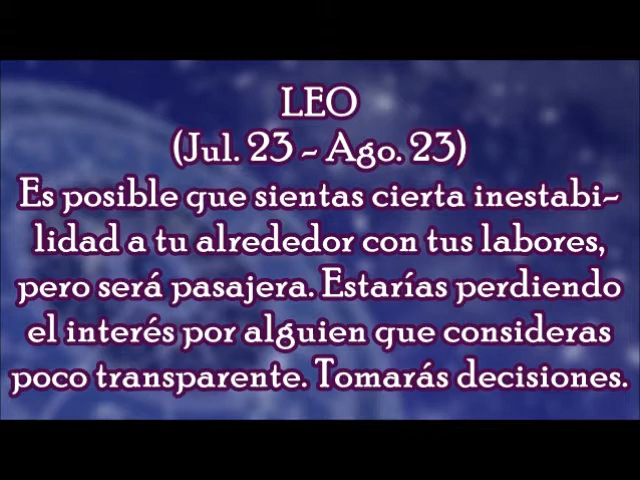 LEO
(Jul. 23 - Ago. 23)
Es posible que sientas cierta inestabi-
lidad a tu alrededor con tus labores,
pero será pasajera. Estarías perdiendo
el interés por alguien que consideras
poco transparente. Tomarás decisiones.